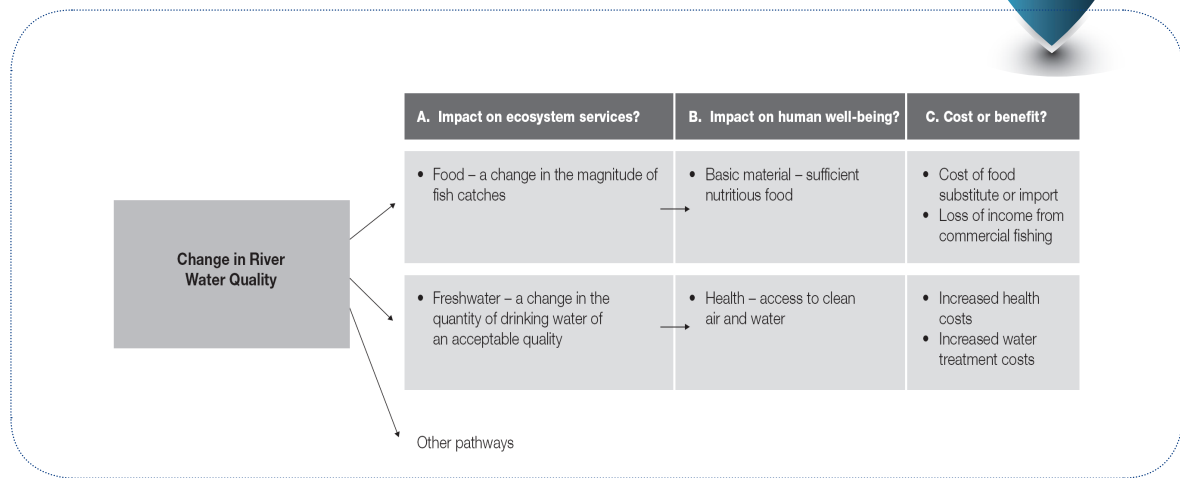 A. Impact on ecosystem services?
B. Impact on human well-being?
C. Cost or benefit?
Change in River
Water Quality
• Food – a change in the magnitude of
fish catches
• Basic material – sufficient
nutritious food
• Cost of food
substitute or import
• Loss of income from
commercial fishing
• Freshwater – a change in the
quantity of drinking water of
an acceptable quality
• Health – access to clean
air and water
• Increased health
costs
• Increased water
treatment costs
Other pathways